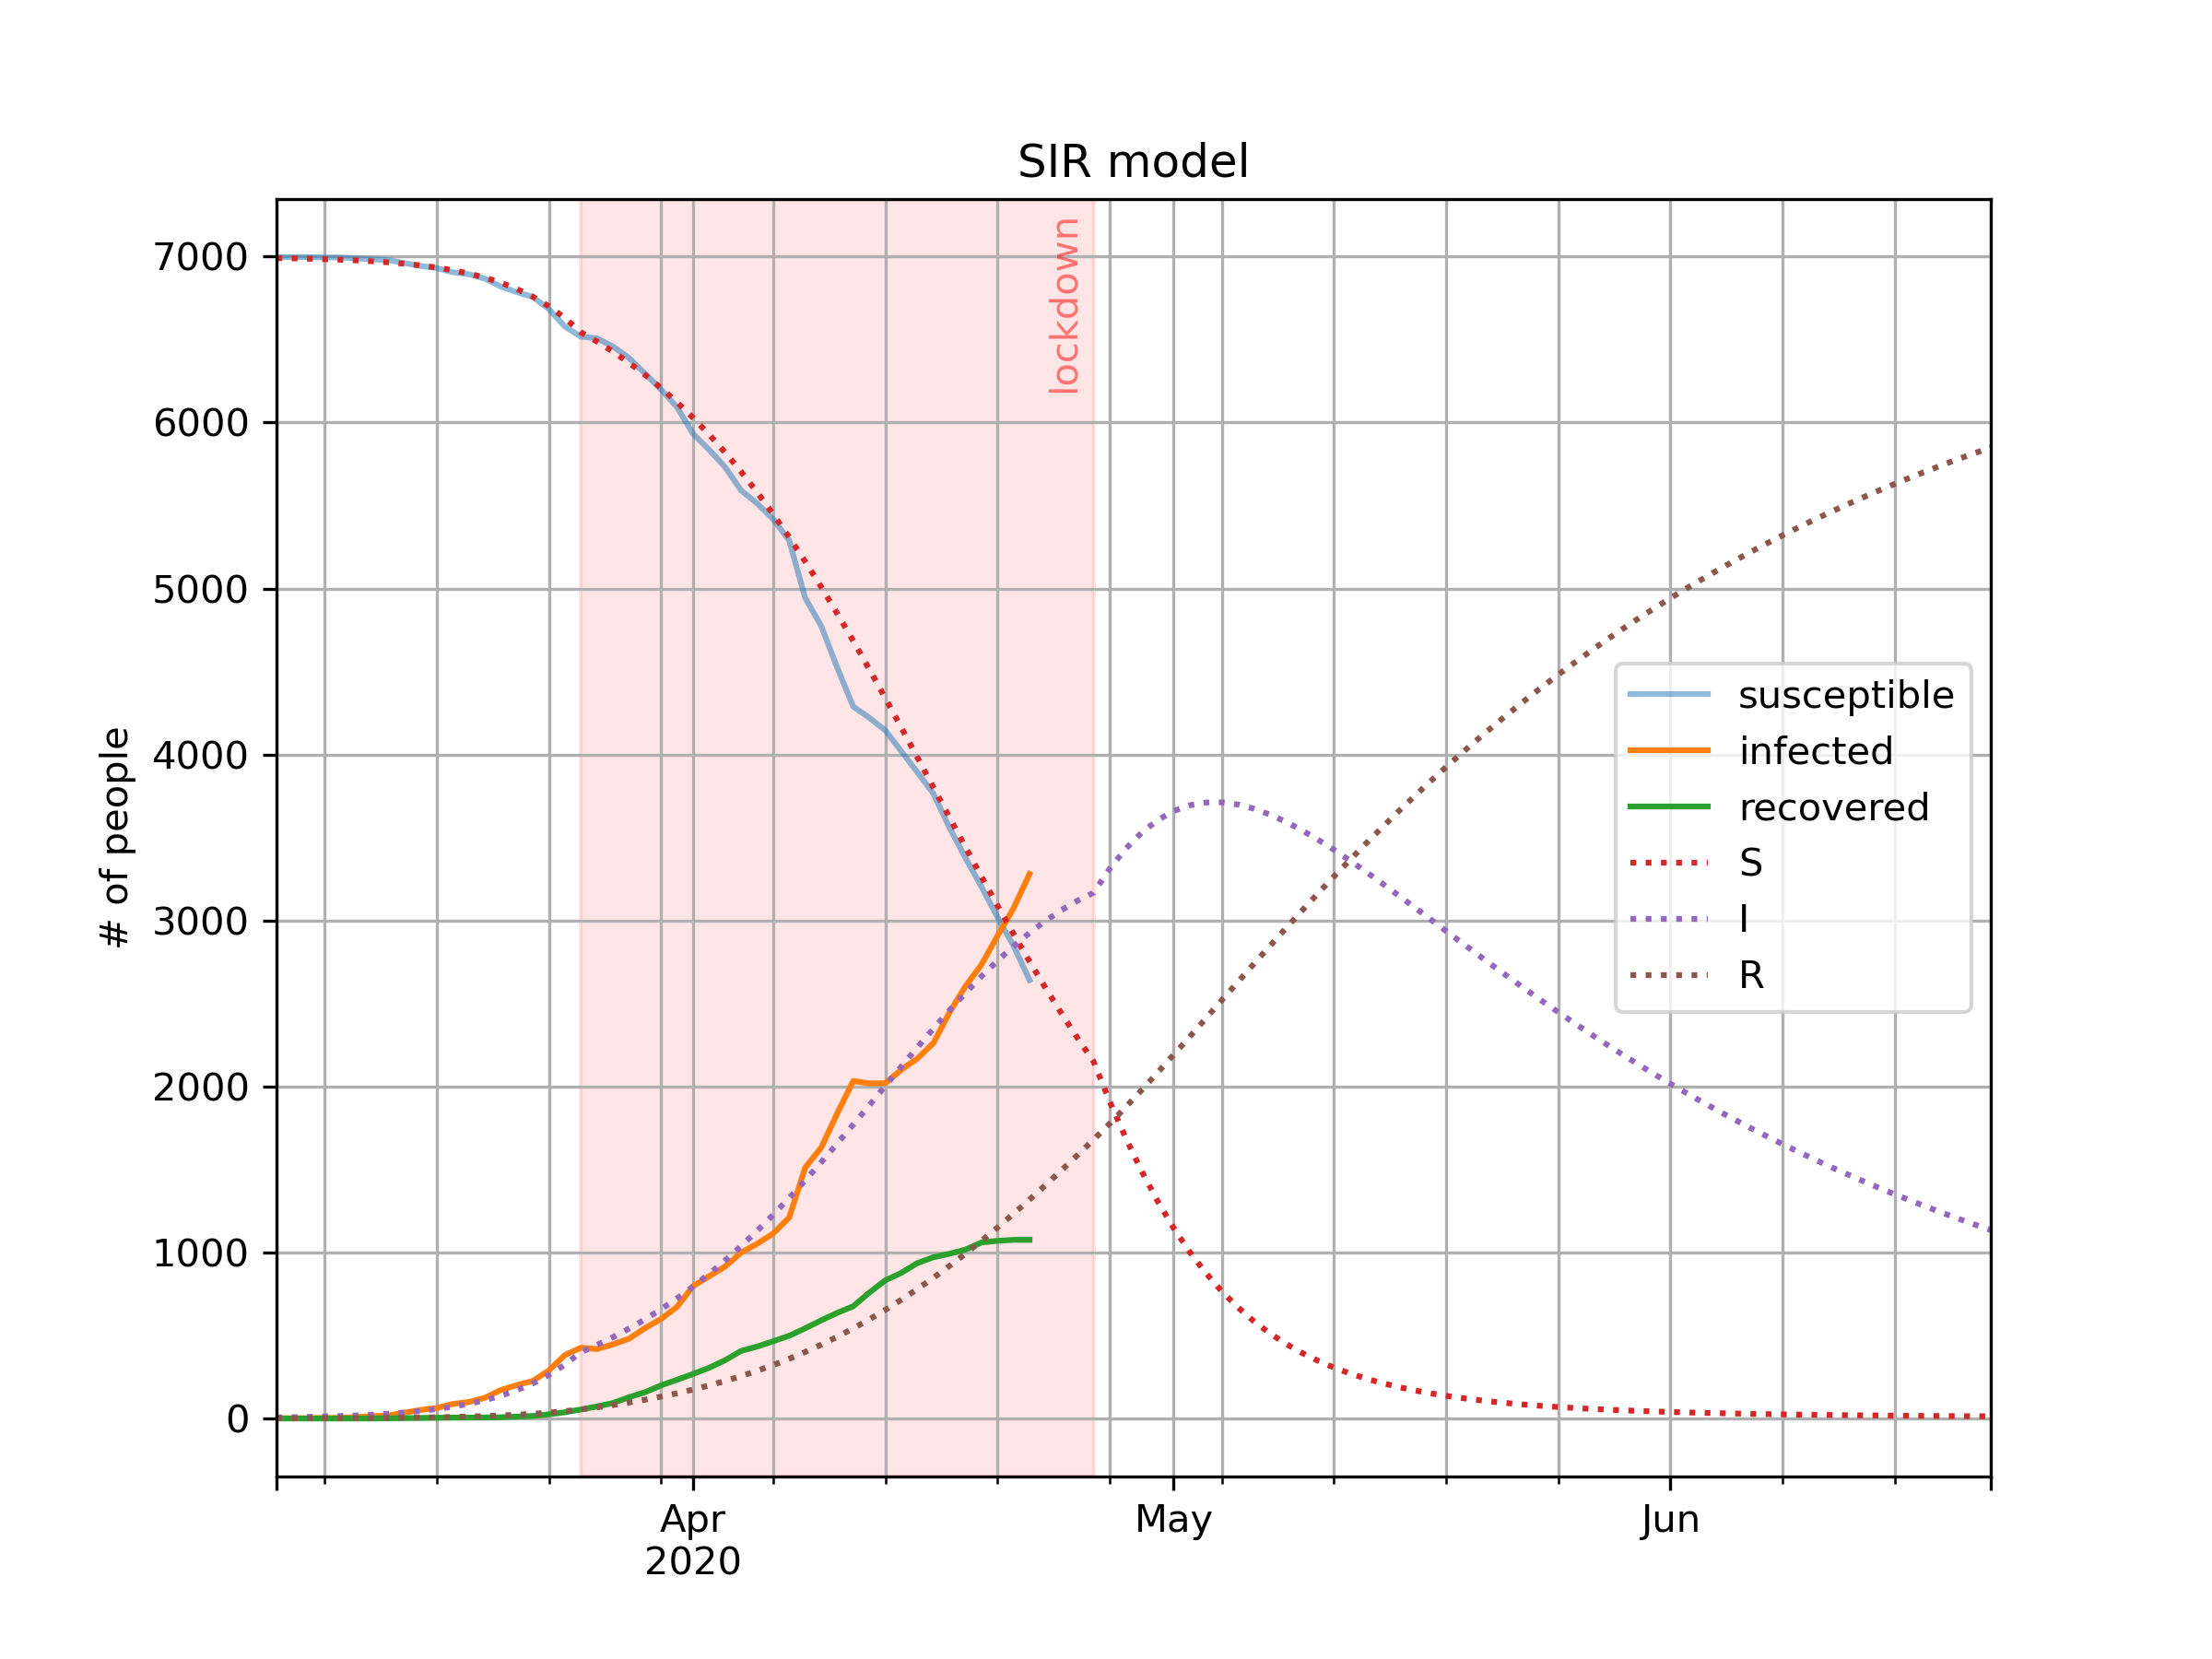 SIR model
lockdown
# of people
7000
6000
5000
4000
3000
2000
1000
0
susceptible
infected
recovered
S
I
R
Apr
2020
May
Jun